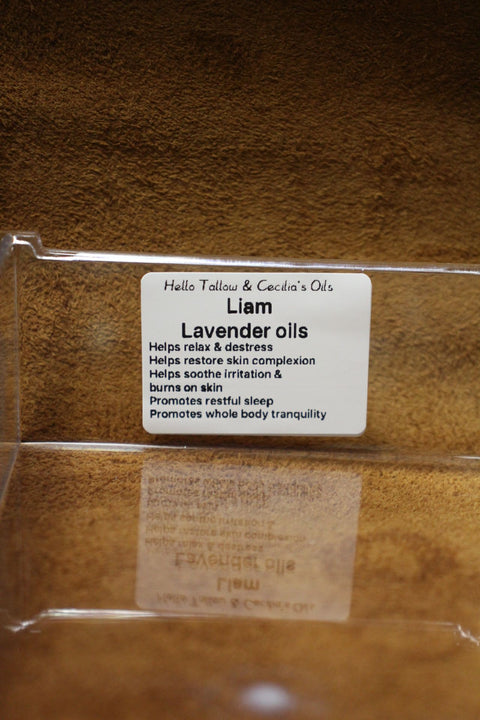 Hello Tallow & Cecilia's Oils
Liam
Lavender oils
Helps relax & destress
Helps restore skin complexion
Helps soothe irritation &
burns on skin
Promotes restful sleep
Promotes whole body tranquility